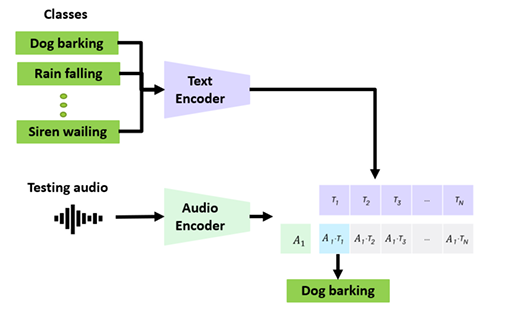 Classes
Dog barking
Rain falling
Siren wailing
Text
Encoder
Testing audio
Audio
Encoder
T1 T2 T3 ... TN
A1 A1·T1 A1·T2 A1·T3 ... A1·TN
Dog barking